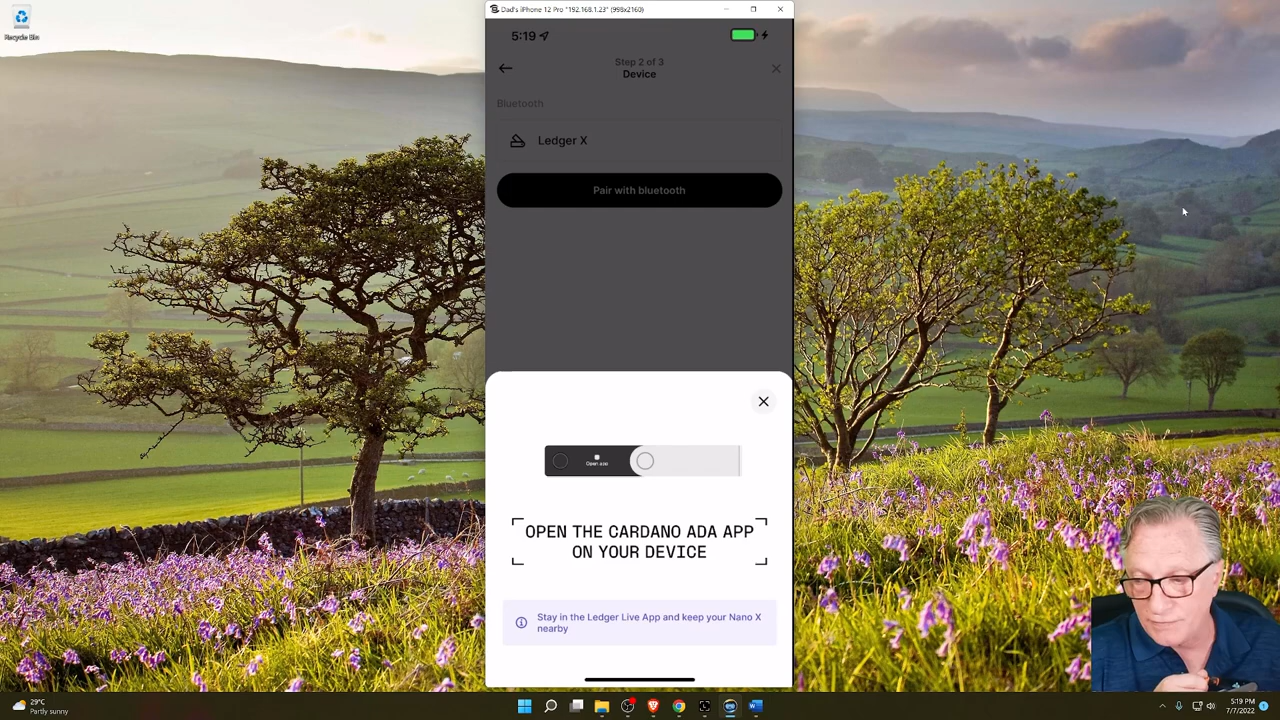 Recycle Bin
Dad's iPhone 12 Pro "192.168.1.23" (998x2160)
5:19
Step 2 of 3
Device
Bluetooth
Ledger X
Pair with bluetooth
Open app
OPEN THE CARDANO ADA APP
ON YOUR DEVICE
Stay in the Ledger Live App and keep your Nano X
nearby
29°C
Partly sunny
5:19 PM
7/7/2022